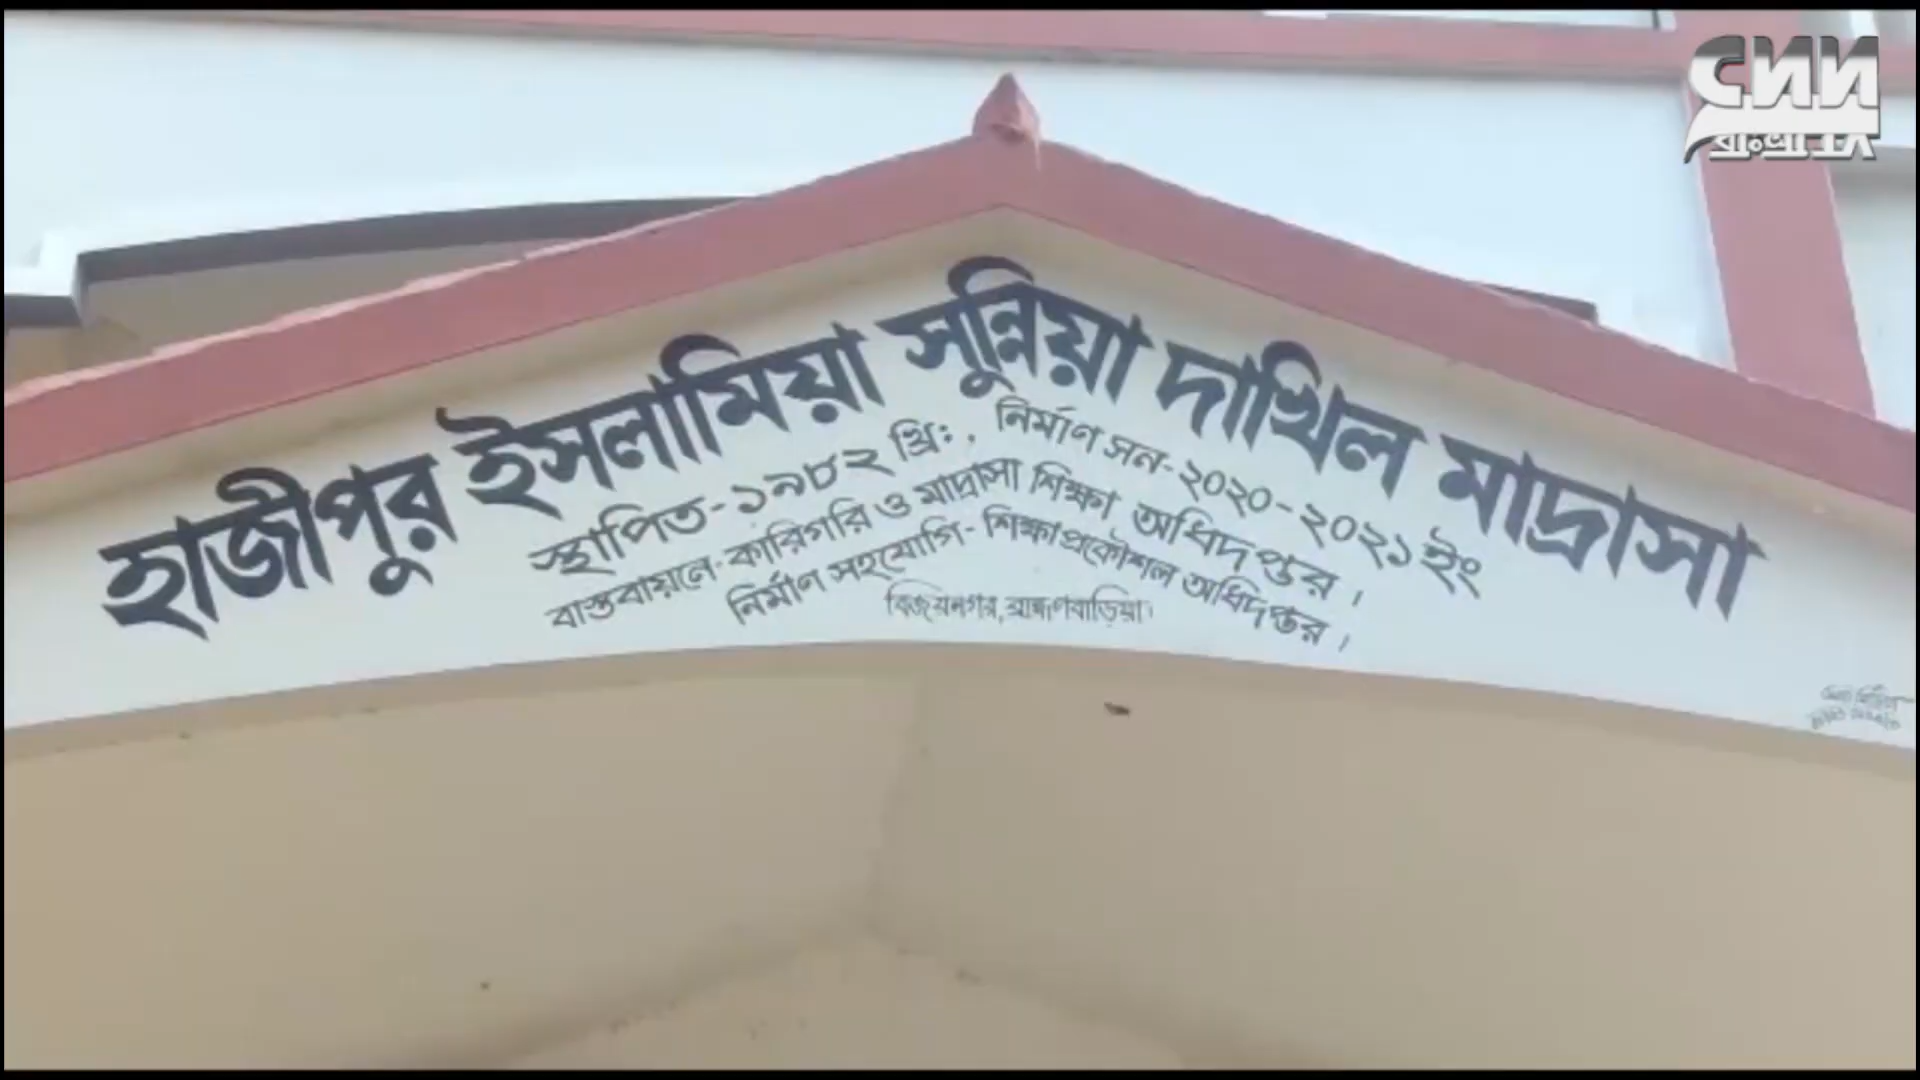 হাজীপুর ইসলামিয়া সুন্নিয়া দাখিল মাদ্রাসা
স্থাপিত-১৯৮২ খ্রিঃ, নির্মাণ সন-২০২০-২০২১ ইং
বাস্তবায়নে-কারিগরি ও মাদ্রাসা শিক্ষা অধিদপ্তর।
নির্মাণ সহযোগি-শিক্ষাপ্রকৌশল অধিদপ্তর।
বিজয়নগর, ব্রাহ্মণবাড়িয়া।
বাংলা